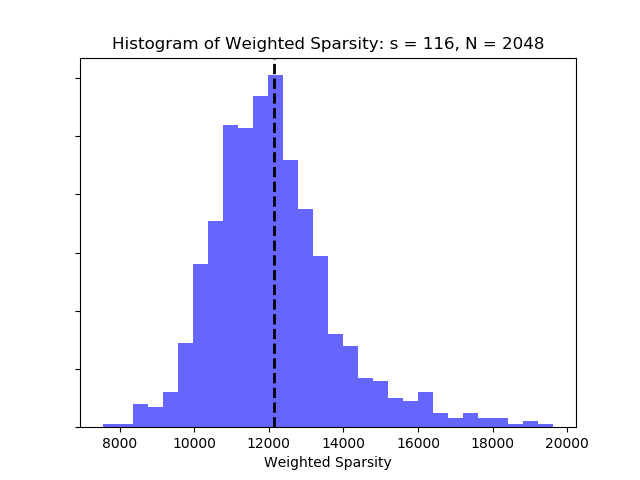 Histogram of Weighted Sparsity: s = 116, N = 2048
8000 10000 12000 14000 16000 18000 20000
Weighted Sparsity